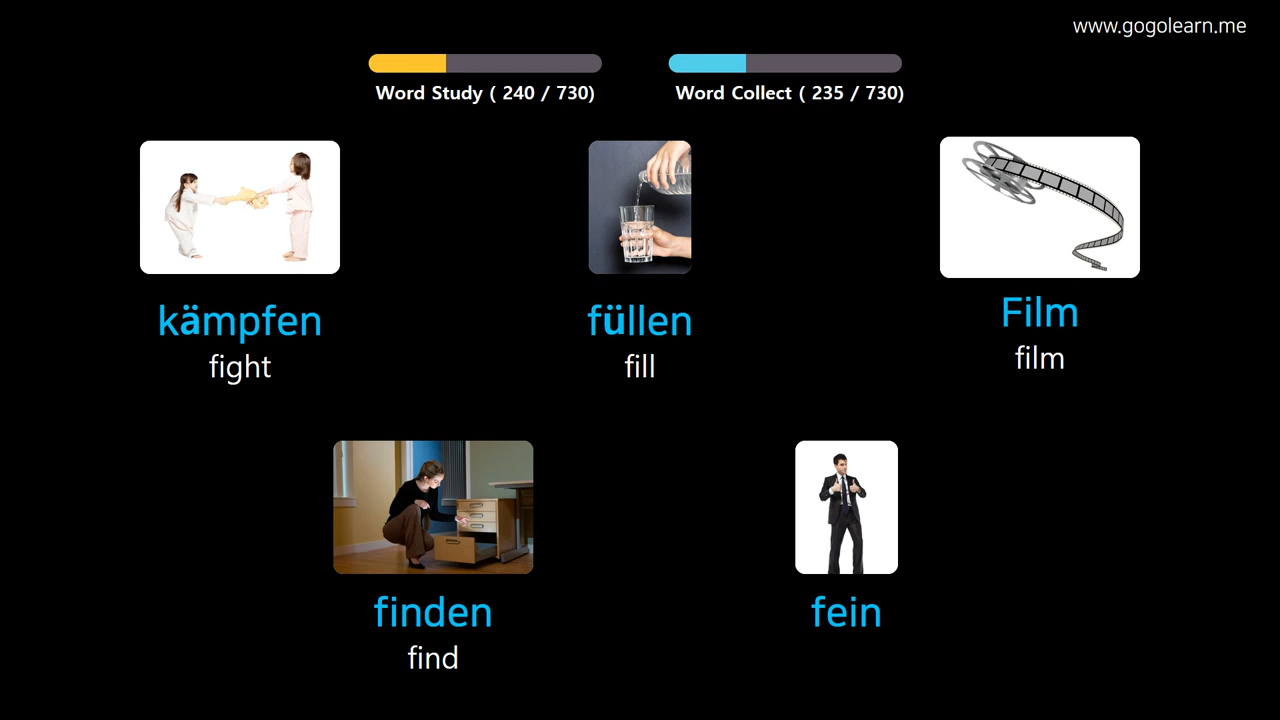 www.gogolearn.me
Word Study ( 240 / 730)
Word Collect ( 235 / 730)
kämpfen
fight
füllen
fill
Film
film
finden
find
fein